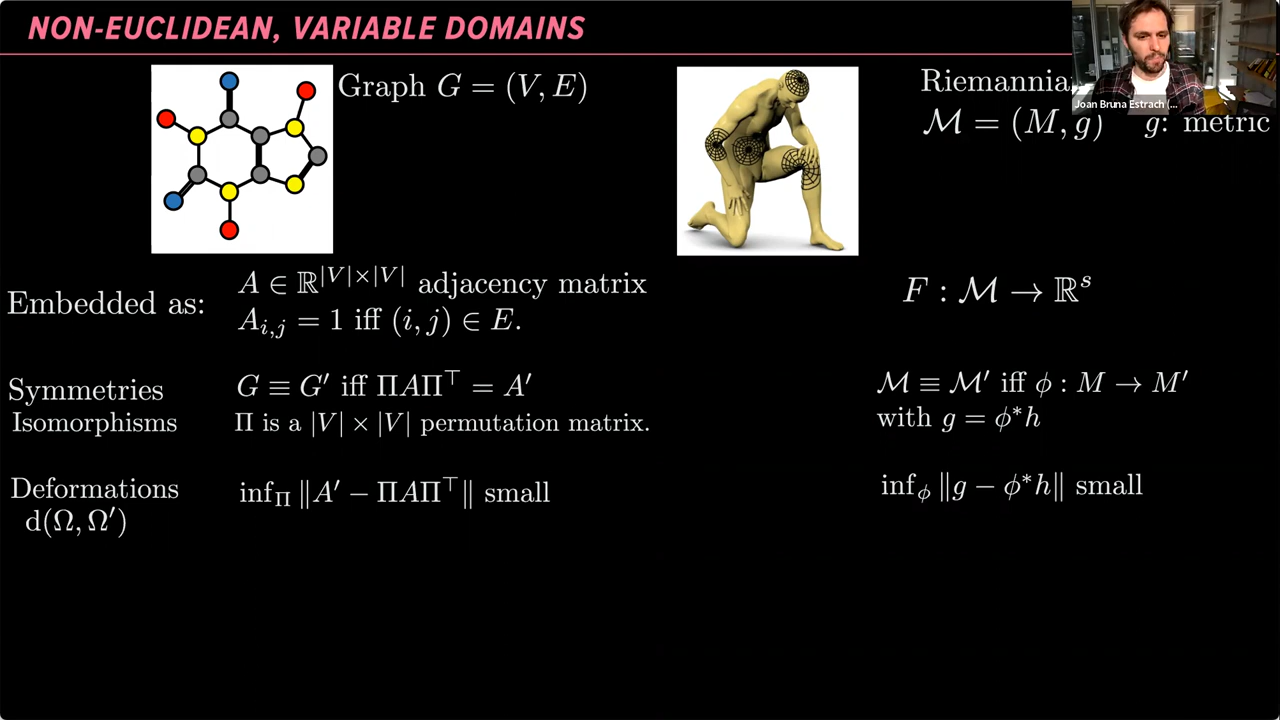 NON-EUCLIDEAN, VARIABLE DOMAINS
Graph G = (V, E)
Joan Bruna Estrach (...
M = (M, g) g: metric
Embedded as:
A ∈ ℝ^{|V|×|V|} adjacency matrix
A_{i,j} = 1 iff (i, j) ∈ E.
F : M → ℝ^s
Symmetries
Isomorphisms
G ≡ G′ iff ΠAΠ^⊤ = A′
Π is a |V| × |V| permutation matrix.
M ≡ M′ iff ϕ : M → M′
with g = ϕ*h
Deformations
d(Ω, Ω′)
inf_Π ‖A′ − ΠAΠ^⊤‖ small
inf_ϕ ‖g − ϕ*h‖ small